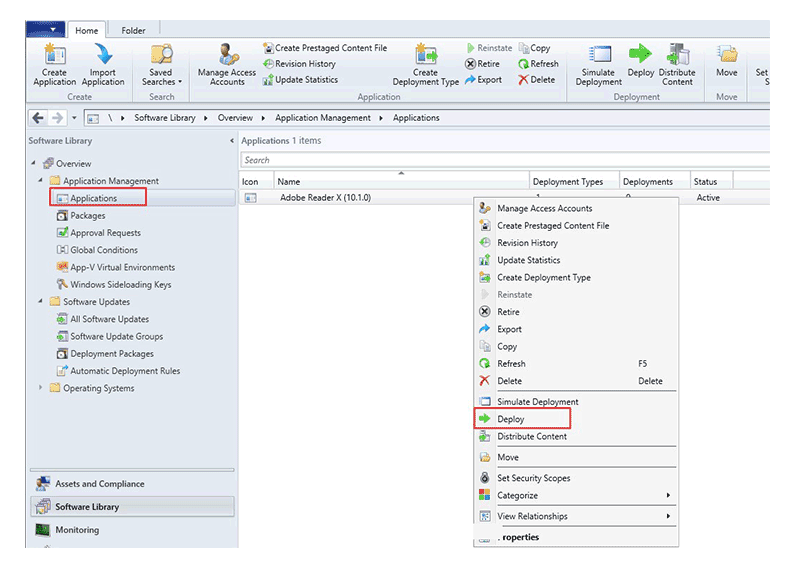 Home Folder
Create Application
Import Application
Saved Searches
Manage Access Accounts
Create Prestaged Content File
Revision History
Update Statistics
Create Deployment Type
Reinstate
Retire
Export
Copy
Refresh
Delete
Simulate Deployment
Deploy
Distribute Content
Move
Set
S
Create Search Application Deployment Move
\ Software Library Overview Application Management Applications
Software Library
Overview
Application Management
Applications
Packages
Approval Requests
Global Conditions
App-V Virtual Environments
Windows Sideloading Keys
Software Updates
All Software Updates
Software Update Groups
Deployment Packages
Automatic Deployment Rules
Operating Systems
Assets and Compliance
Software Library
Monitoring
Applications 1 items
Search
Icon Name Deployment Types Deployments Status
Adobe Reader X (10.1.0) 1 0 Active
Manage Access Accounts
Create Prestaged Content File
Revision History
Update Statistics
Create Deployment Type
Reinstate
Retire
Export
Copy
Refresh F5
Delete Delete
Simulate Deployment
Deploy
Distribute Content
Move
Set Security Scopes
Categorize
View Relationships
roperties